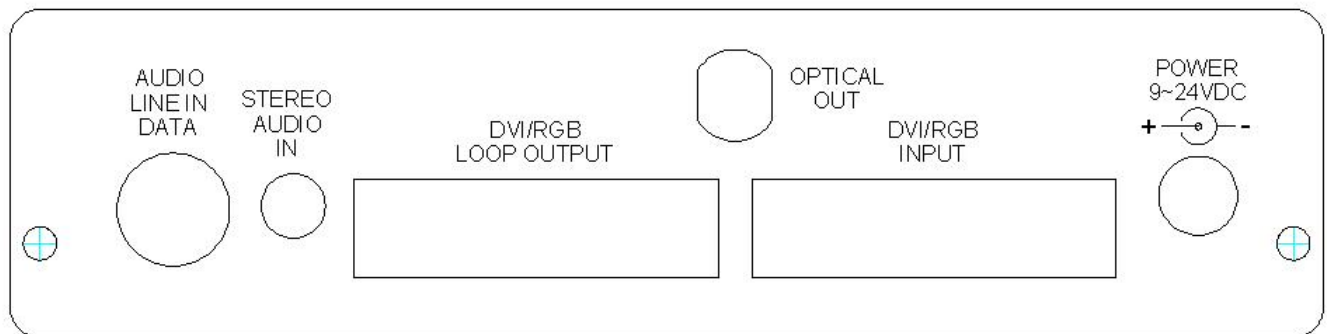 AUDIO
LINE IN
DATA
STEREO
AUDIO
IN
DVI/RGB
LOOP OUTPUT
OPTICAL
OUT
DVI/RGB
INPUT
POWER
9~24VDC
+ -